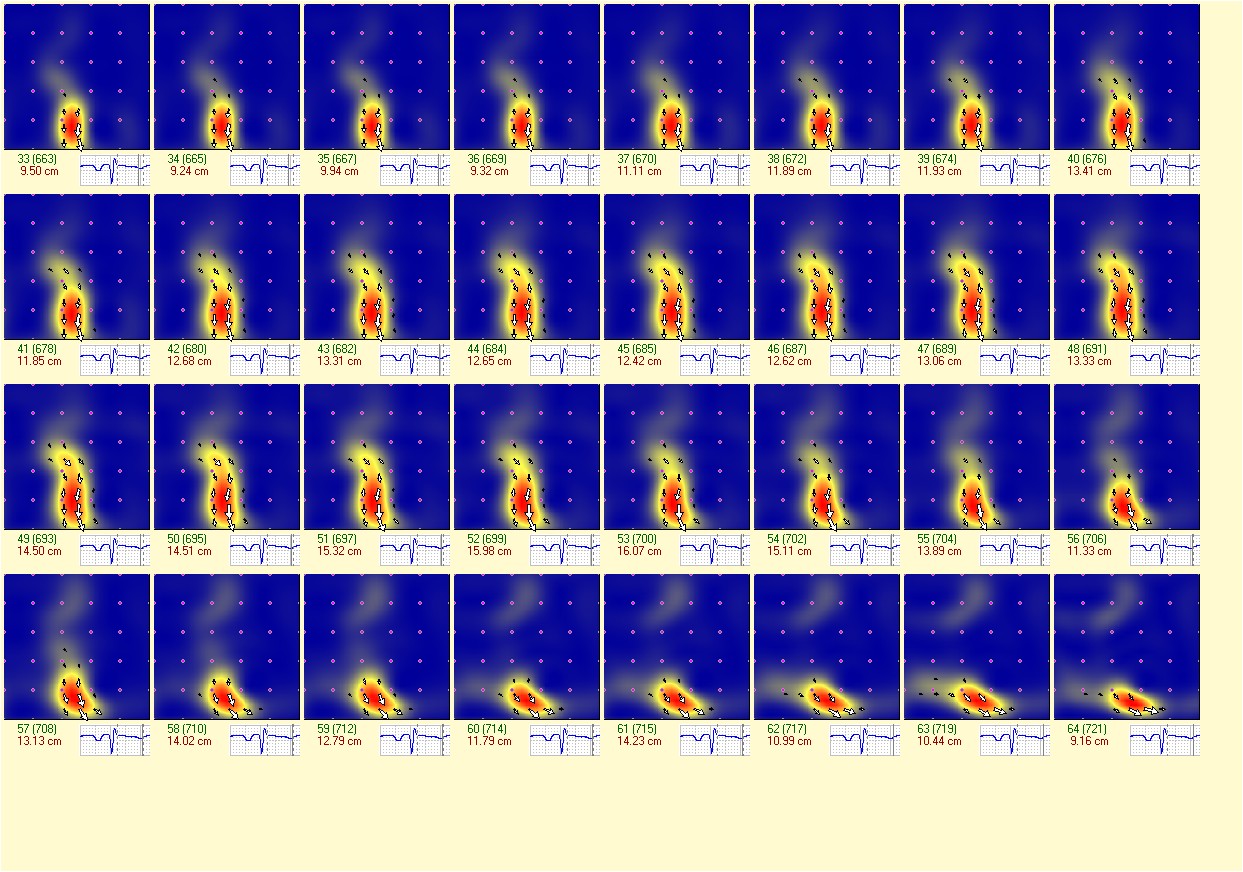 33 (663)
9.50 cm
34 (665)
9.24 cm
35 (667)
9.94 cm
36 (669)
9.32 cm
37 (670)
11.11 cm
38 (672)
11.89 cm
39 (674)
11.93 cm
40 (676)
13.41 cm
41 (678)
11.85 cm
42 (680)
12.68 cm
43 (682)
13.31 cm
44 (684)
12.65 cm
45 (685)
12.42 cm
46 (687)
12.62 cm
47 (689)
13.06 cm
48 (691)
13.33 cm
49 (693)
14.50 cm
50 (695)
14.51 cm
51 (697)
15.32 cm
52 (699)
15.98 cm
53 (700)
16.07 cm
54 (702)
15.11 cm
55 (704)
13.89 cm
56 (706)
11.33 cm
57 (708)
13.13 cm
58 (710)
14.02 cm
59 (712)
12.79 cm
60 (714)
11.79 cm
61 (715)
14.23 cm
62 (717)
10.99 cm
63 (719)
10.44 cm
64 (721)
9.16 cm